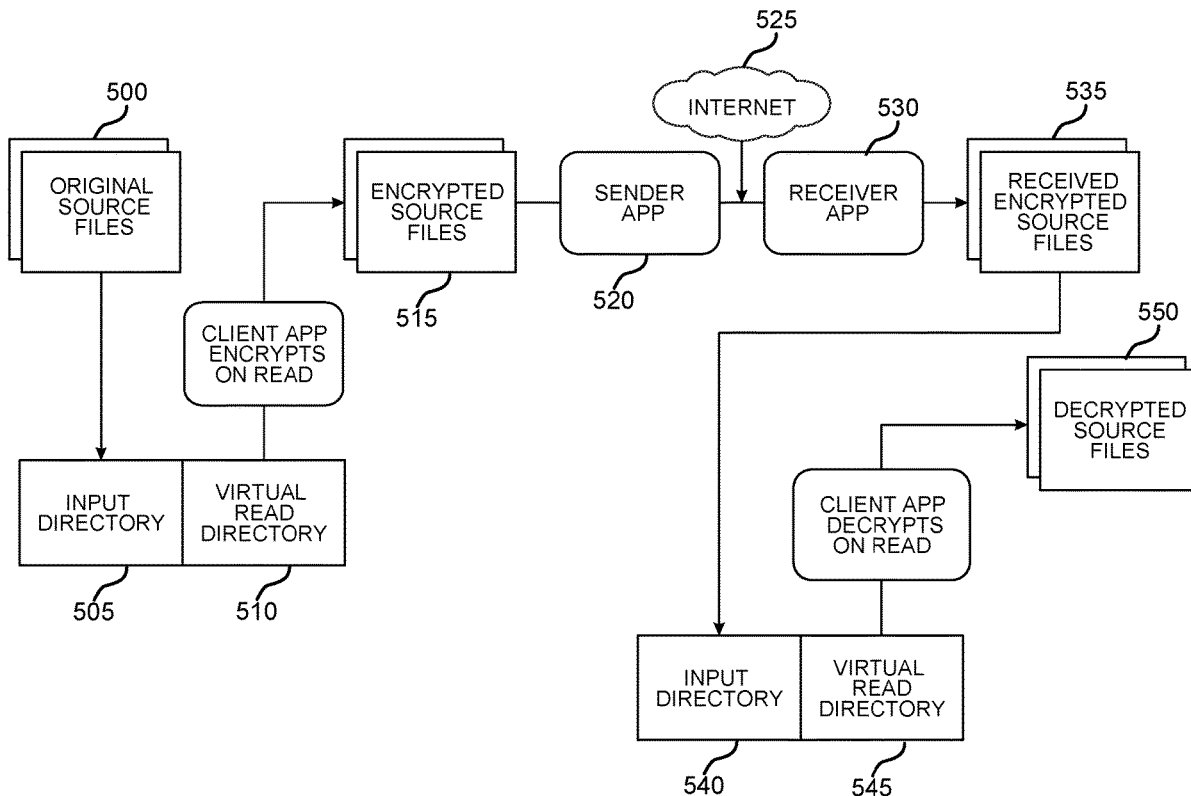 525
500
INTERNET
530
535
ORIGINAL
SOURCE
FILES
ENCRYPTED
SOURCE
FILES
SENDER
APP
RECEIVER
APP
RECEIVED
ENCRYPTED
SOURCE
FILES
515
520
CLIENT APP
ENCRYPTS
ON READ
550
DECRYPTED
SOURCE
FILES
INPUT
DIRECTORY
VIRTUAL
READ
DIRECTORY
CLIENT APP
DECRYPTS
ON READ
505
510
INPUT
DIRECTORY
VIRTUAL
READ
DIRECTORY
540
545